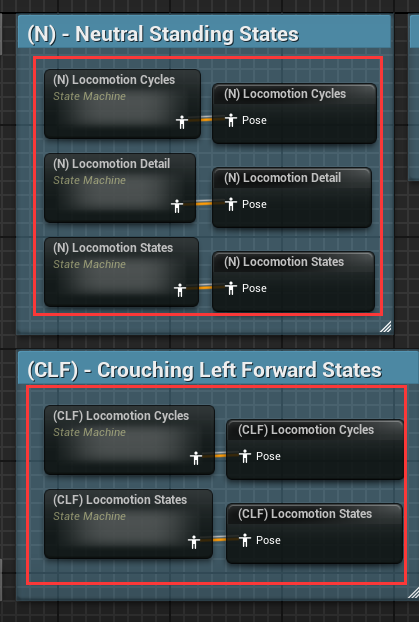 (N) - Neutral Standing States
(N) Locomotion Cycles
State Machine
(N) Locomotion Cycles
Pose
(N) Locomotion Detail
State Machine
(N) Locomotion Detail
Pose
(N) Locomotion States
State Machine
(N) Locomotion States
Pose
(CLF) - Crouching Left Forward States
(CLF) Locomotion Cycles
State Machine
(CLF) Locomotion Cycles
Pose
(CLF) Locomotion States
State Machine
(CLF) Locomotion States
Pose